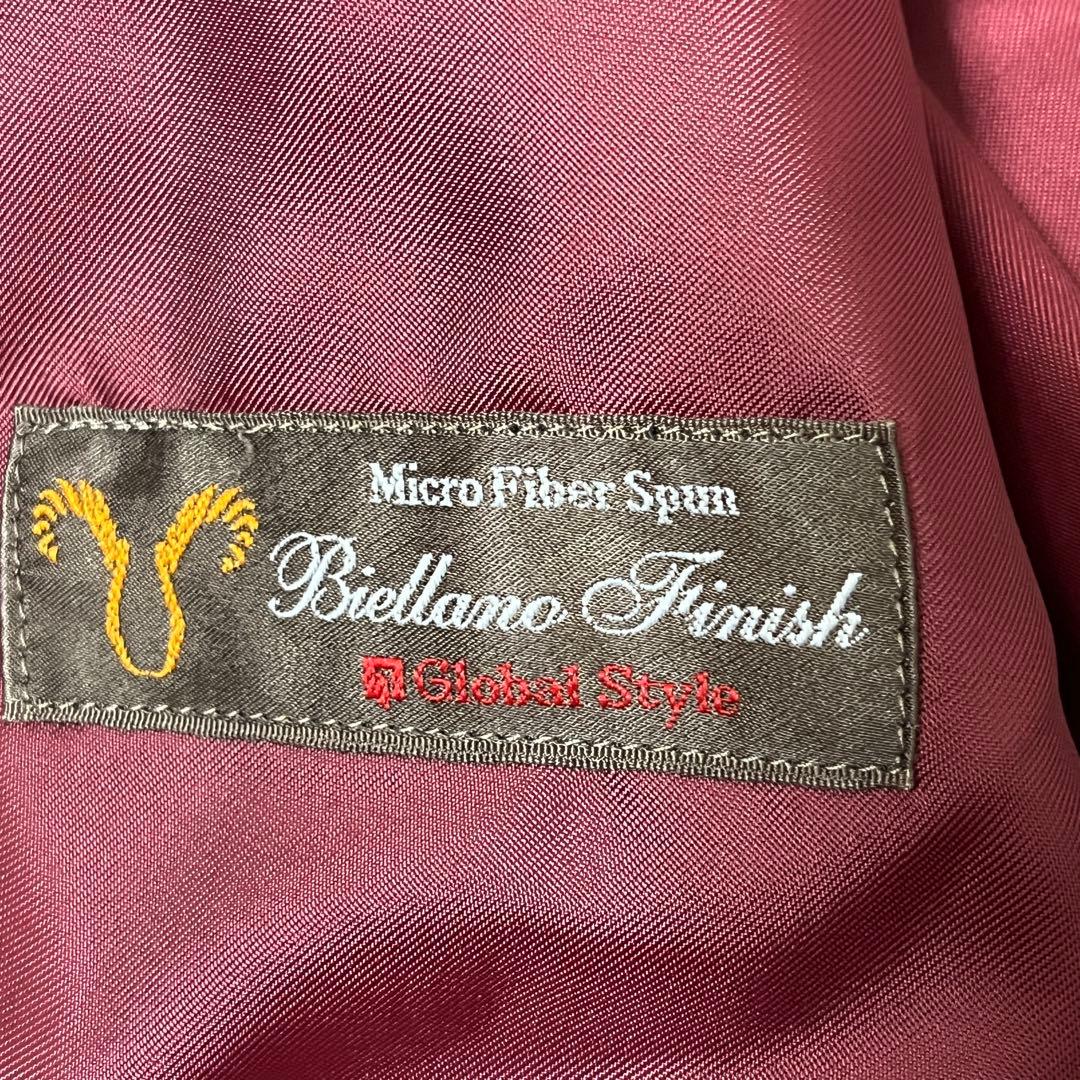 Micro Fiber Spun
Biellano Finish
Global Style